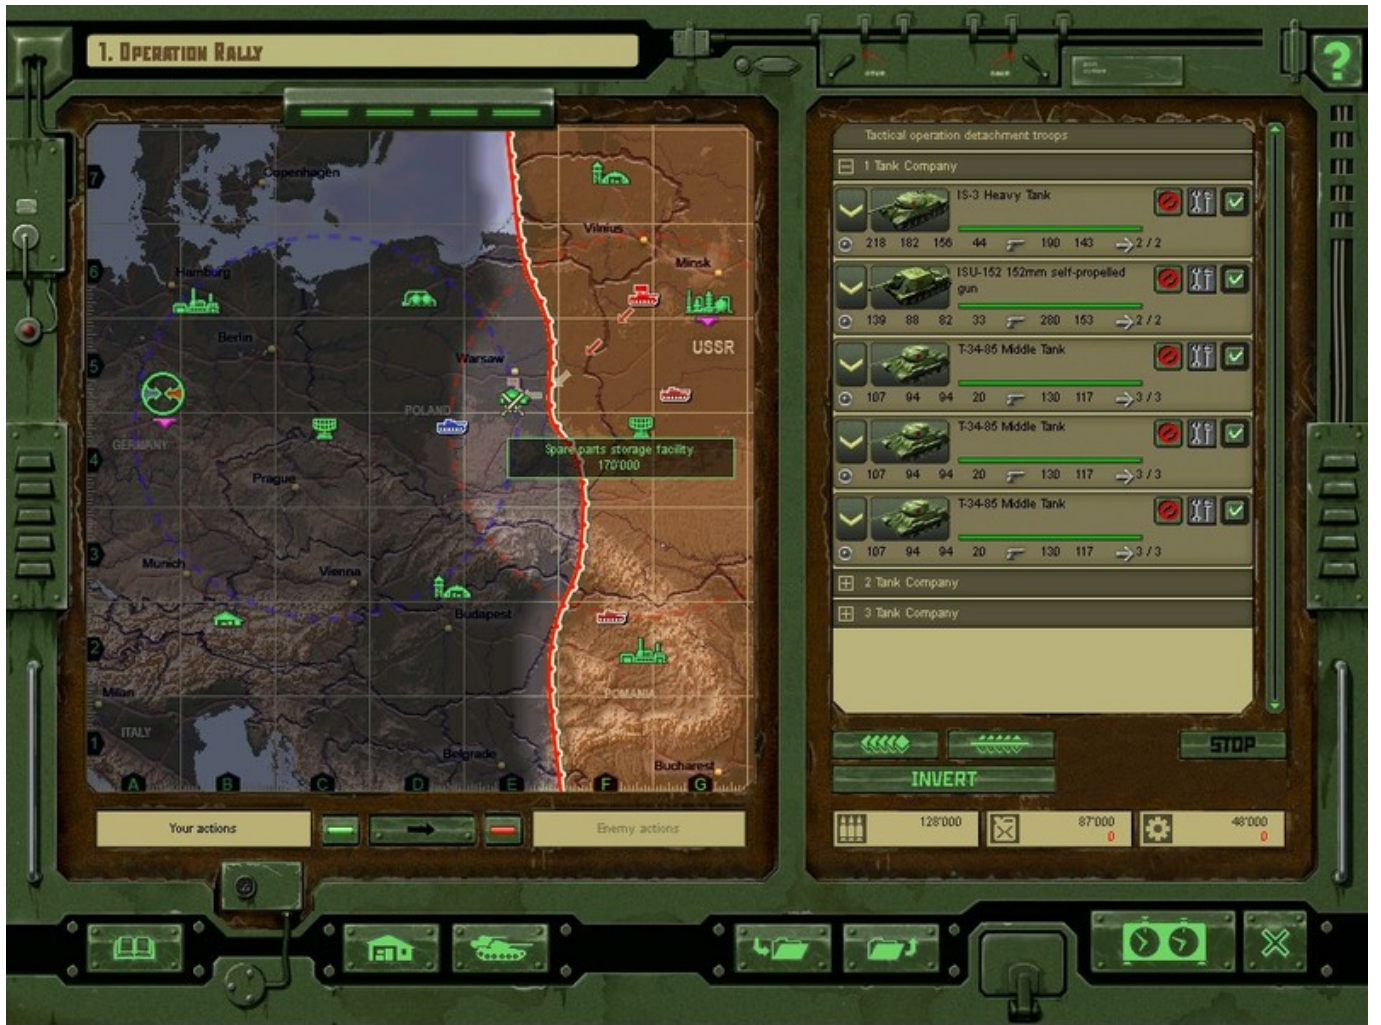 1. OPERATION RALLY
?
7
Copenhagen
Vilnius
6
Hamburg
Minsk
Berlin
Warsaw
USSR
5
POLAND
GERMANY
4
Spare parts storage facility
170'000
Prague
3
Munich
Vienna
Budapest
2
Milan
ROMANIA
ITALY
1
Belgrade
Bucharest
A B C D E F G
Your actions
Enemy actions
Tactical operation detachment troops
1 Tank Company
IS-3 Heavy Tank
218 182 156 44 190 143 2 / 2
ISU-152 152mm self-propelled
gun
139 88 82 33 280 153 2 / 2
T-34-85 Middle Tank
107 94 94 20 130 117 3 / 3
T-34-85 Middle Tank
107 94 94 20 130 117 3 / 3
T-34-85 Middle Tank
107 94 94 20 130 117 3 / 3
2 Tank Company
3 Tank Company
STOP
INVERT
128'000
87'000
0
48'000
0